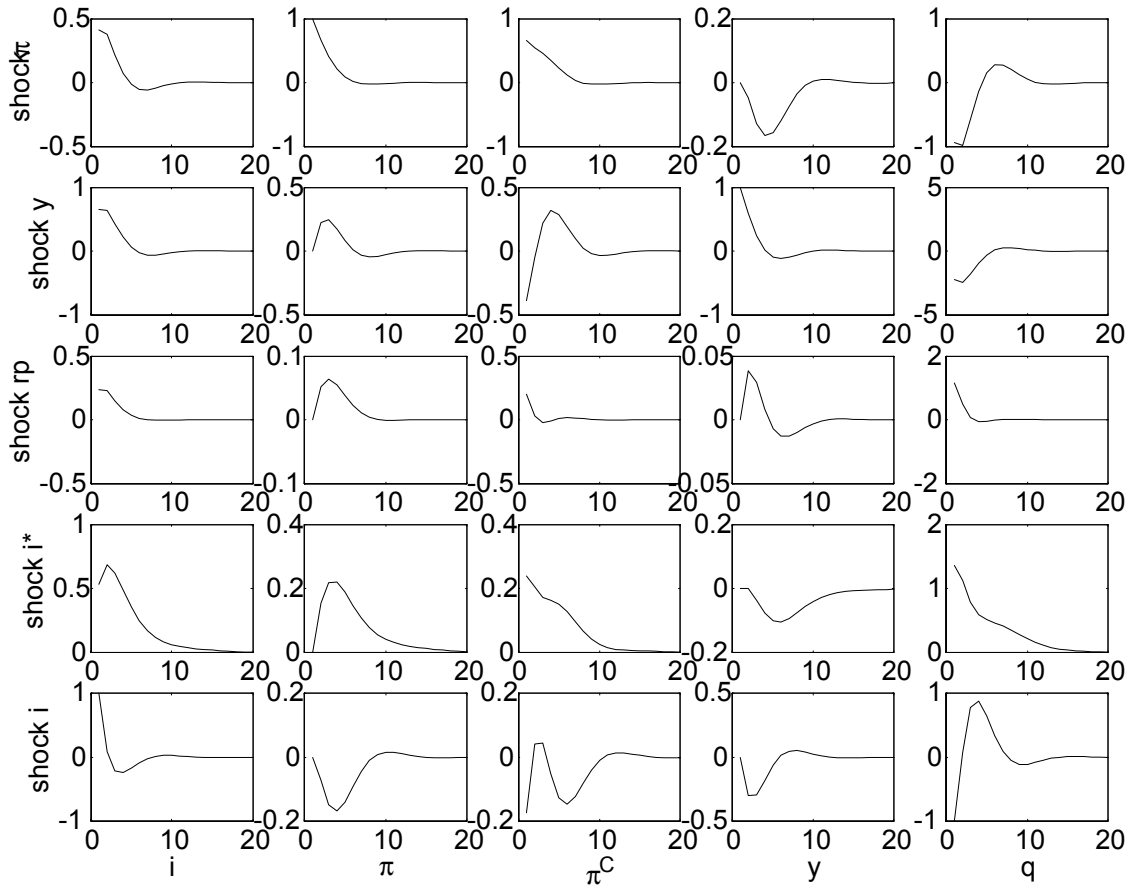 0.5 1 1 0.2 1
shockπ 0 0 0 0 0
-0.5 -1 -1 -0.2 -1
0 10 20 0 10 20 0 10 20 0 10 20 0 10 20
1 0.5 0.5 1 5
shock y 0 0 0 0 0
-1 -0.5 -0.5 -1 -5
0 10 20 0 10 20 0 10 20 0 10 20 0 10 20
0.5 0.1 0.5 0.05 2
shock rp 0 0 0 0 0
-0.5 -0.1 -0.5 -0.05 -2
0 10 20 0 10 20 0 10 20 0 10 20 0 10 20
1 0.4 0.4 0.2 2
shock i* 0.5 0.2 0.2 0 1
0 0 0 -0.2 0
0 10 20 0 10 20 0 10 20 0 10 20 0 10 20
1 0.2 0.2 0.5 1
shock i 0 0 0 0 0
-1 -0.2 -0.2 -0.5 -1
0 10 20 0 10 20 0 10 20 0 10 20 0 10 20
i π π^C y q